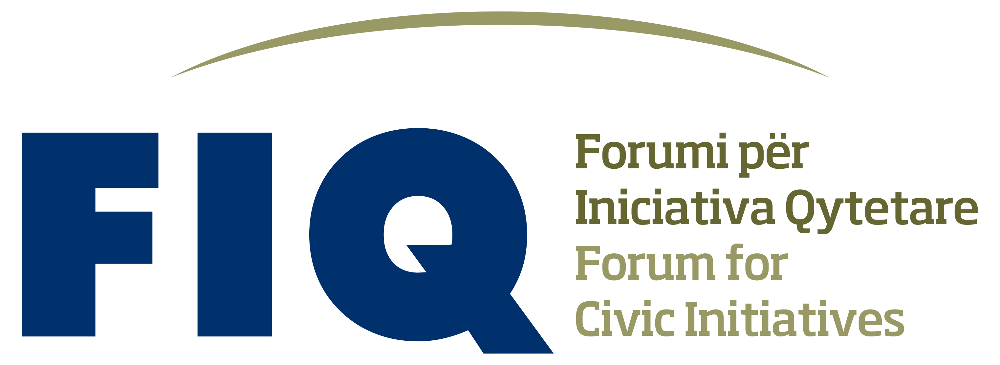 FIQ
Forumi për
Iniciativa Qytetare
Forum for
Civic Initiatives